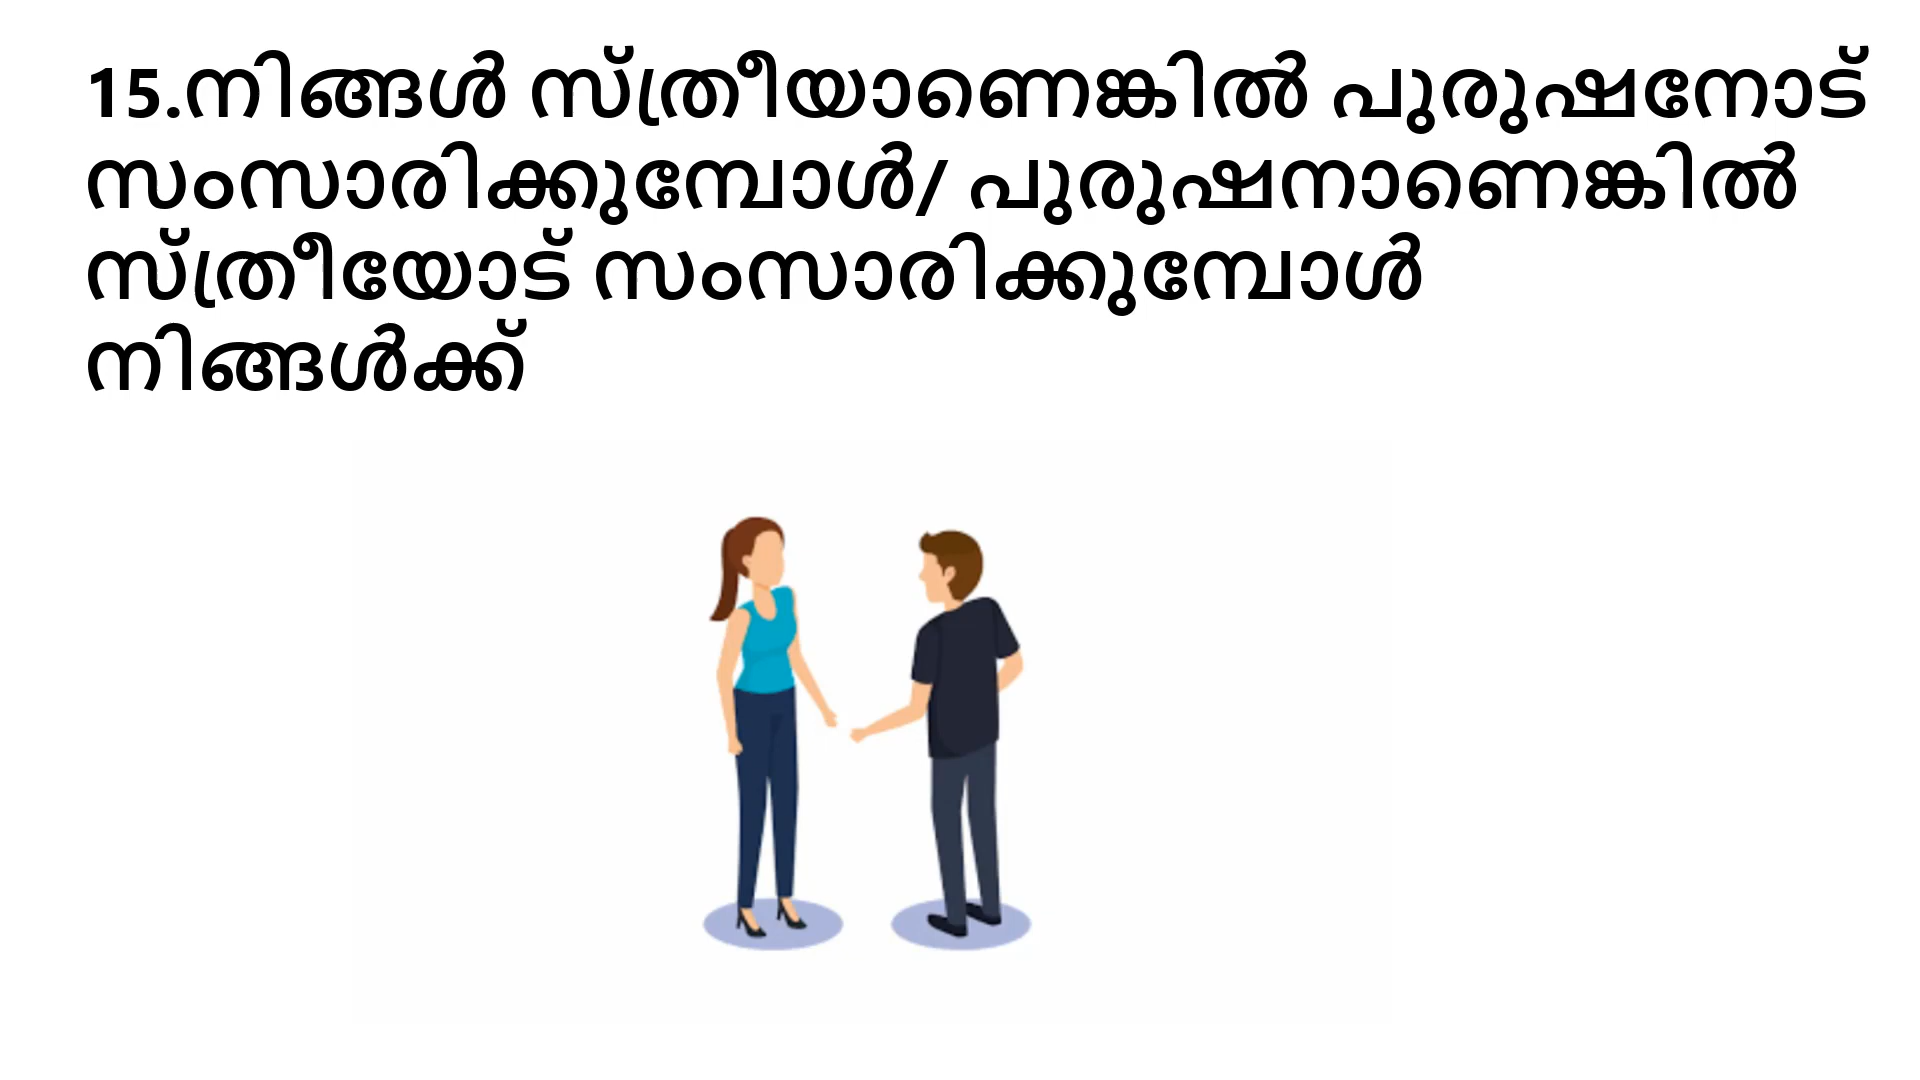 15.നിങ്ങൾ സ്ത്രീയാണെങ്കിൽ പുരുഷനോട്
സംസാരിക്കുമ്പോൾ/ പുരുഷനാണെങ്കിൽ
സ്ത്രീയോട് സംസാരിക്കുമ്പോൾ
നിങ്ങൾക്ക്